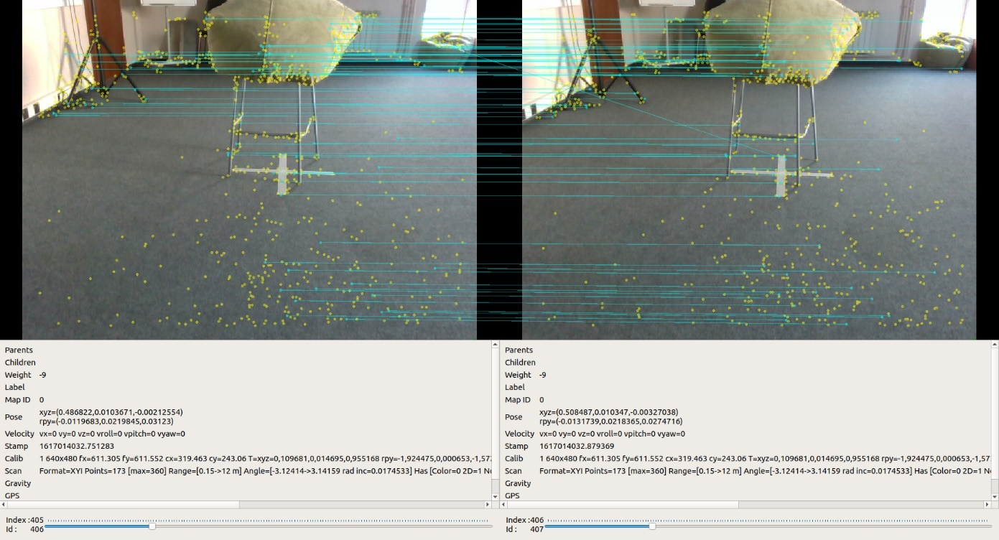 Parents
Children
Weight -9
Label
Map ID 0
Pose xyz=(0.486822,0.0103671,-0.00212554)
rpy=(-0.0119683,0.0219845,0.03123)
Velocity vx=0 vy=0 vz=0 vroll=0 vpitch=0 vyaw=0
Stamp 1617014032.751283
Calib 1 640x480 fx=611.305 fy=611.552 cx=319.463 cy=243.06 T=xyz=0,109681,0,014695,0,955168 rpy=-1,924475,0,000653,-1,57
Scan Format=XYI Points=173 [max=360] Range=[0.15->12 m] Angle=[-3.12414->3.14159 rad inc=0.0174533] Has [Color=0 2D=1 N
Gravity
GPS
Index :405
Id : 406
Parents
Children
Weight -9
Label
Map ID 0
Pose xyz=(0.508487,0.010347,-0.00327038)
rpy=(-0.0131739,0.0218365,0.0274716)
Velocity vx=0 vy=0 vz=0 vroll=0 vpitch=0 vyaw=0
Stamp 1617014032.879369
Calib 1 640x480 fx=611.305 fy=611.552 cx=319.463 cy=243.06 T=xyz=0,109681,0,014695,0,955168 rpy=-1,924475,0,000653,-1,57
Scan Format=XYI Points=173 [max=360] Range=[0.15->12 m] Angle=[-3.12414->3.14159 rad inc=0.0174533] Has [Color=0 2D=1 N
Gravity
GPS
Index :406
Id : 407